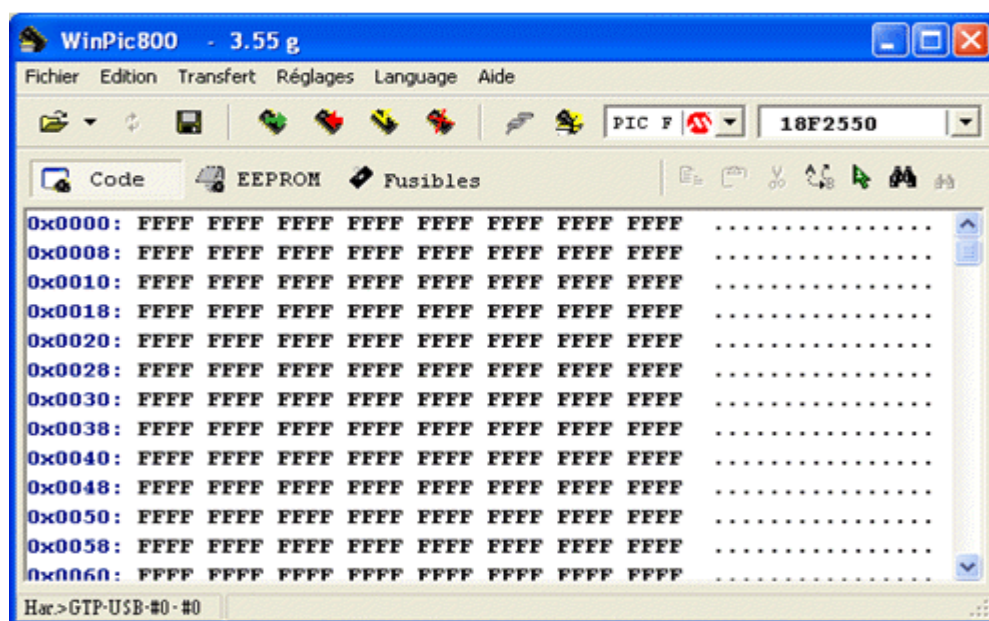 WinPic800 - 3.55 g
Fichier Edition Transfert Réglages Language Aide
PIC F 18F2550
Code EEPROM Fusibles
0x0000: FFFF FFFF FFFF FFFF FFFF FFFF FFFF FFFF ................
0x0008: FFFF FFFF FFFF FFFF FFFF FFFF FFFF FFFF ................
0x0010: FFFF FFFF FFFF FFFF FFFF FFFF FFFF FFFF ................
0x0018: FFFF FFFF FFFF FFFF FFFF FFFF FFFF FFFF ................
0x0020: FFFF FFFF FFFF FFFF FFFF FFFF FFFF FFFF ................
0x0028: FFFF FFFF FFFF FFFF FFFF FFFF FFFF FFFF ................
0x0030: FFFF FFFF FFFF FFFF FFFF FFFF FFFF FFFF ................
0x0038: FFFF FFFF FFFF FFFF FFFF FFFF FFFF FFFF ................
0x0040: FFFF FFFF FFFF FFFF FFFF FFFF FFFF FFFF ................
0x0048: FFFF FFFF FFFF FFFF FFFF FFFF FFFF FFFF ................
0x0050: FFFF FFFF FFFF FFFF FFFF FFFF FFFF FFFF ................
0x0058: FFFF FFFF FFFF FFFF FFFF FFFF FFFF FFFF ................
0x0060: FFFF FFFF FFFF FFFF FFFF FFFF FFFF FFFF ................
Har.>GTP-USB-#0-#0